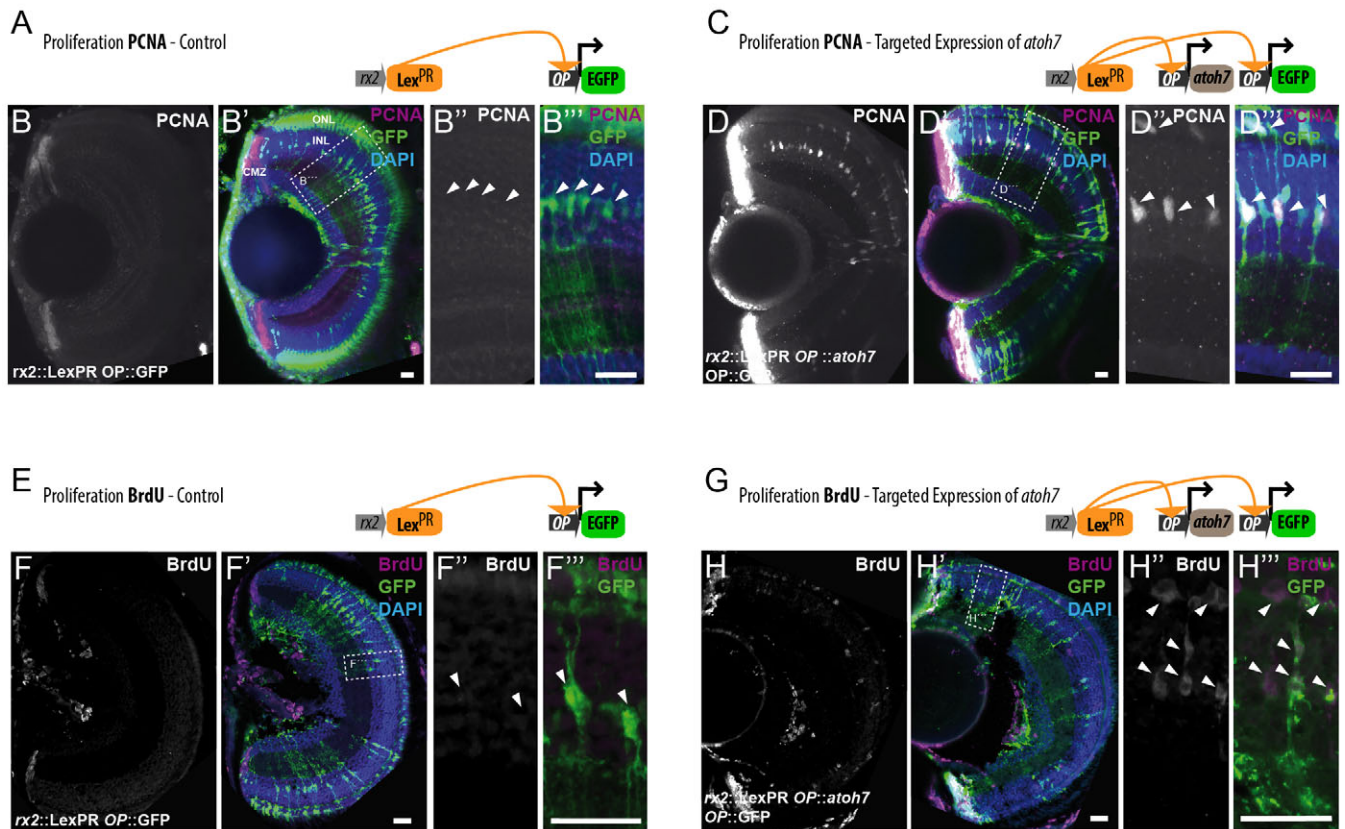 A
Proliferation PCNA - Control
rx2 LexPR OP EGFP
C
Proliferation PCNA - Targeted Expression of atoh7
rx2 LexPR OP atoh7 OP EGFP
B PCNA
rx2::LexPR OP::GFP
B' PCNA
GFP
DAPI
ONL
INL
CMZ
B'''
B'' PCNA
B''' PCNA
GFP
DAPI
D PCNA
rx2::LexPR OP::atoh7
OP::GFP
D' PCNA
GFP
DAPI
D'''
D'' PCNA
D''' PCNA
GFP
DAPI
E
Proliferation BrdU - Control
rx2 LexPR OP EGFP
G
Proliferation BrdU - Targeted Expression of atoh7
rx2 LexPR OP atoh7 OP EGFP
F BrdU
rx2::LexPR OP::GFP
F' BrdU
GFP
DAPI
F'''
F'' BrdU
F''' BrdU
GFP
H BrdU
rx2::LexPR OP::atoh7
OP::GFP
H' BrdU
GFP
DAPI
H'''
H'' BrdU
H''' BrdU
GFP